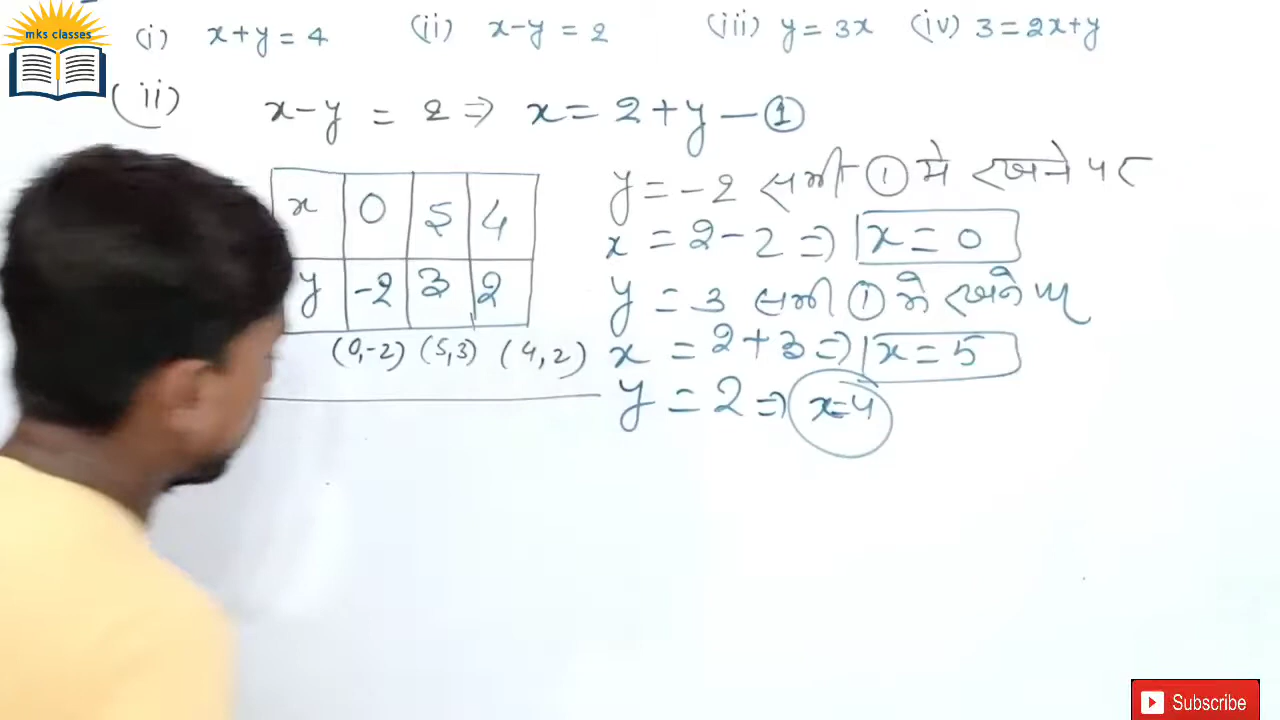 mks classes
(i) x+y=4 (ii) x-y=2 (iii) y=3x (iv) 3=2x+y
(ii) x-y = 2 ⇒ x=2+y —①
x 0 5 4
y -2 3 2
(0,-2) (5,3) (4,2)
y = -2 समी ① मे रखने पर
x = 2-2 ⇒ x=0
y = 3 समी ① मे रखने पर
x = 2+3 ⇒ x=5
y = 2 ⇒ x=4
Subscribe